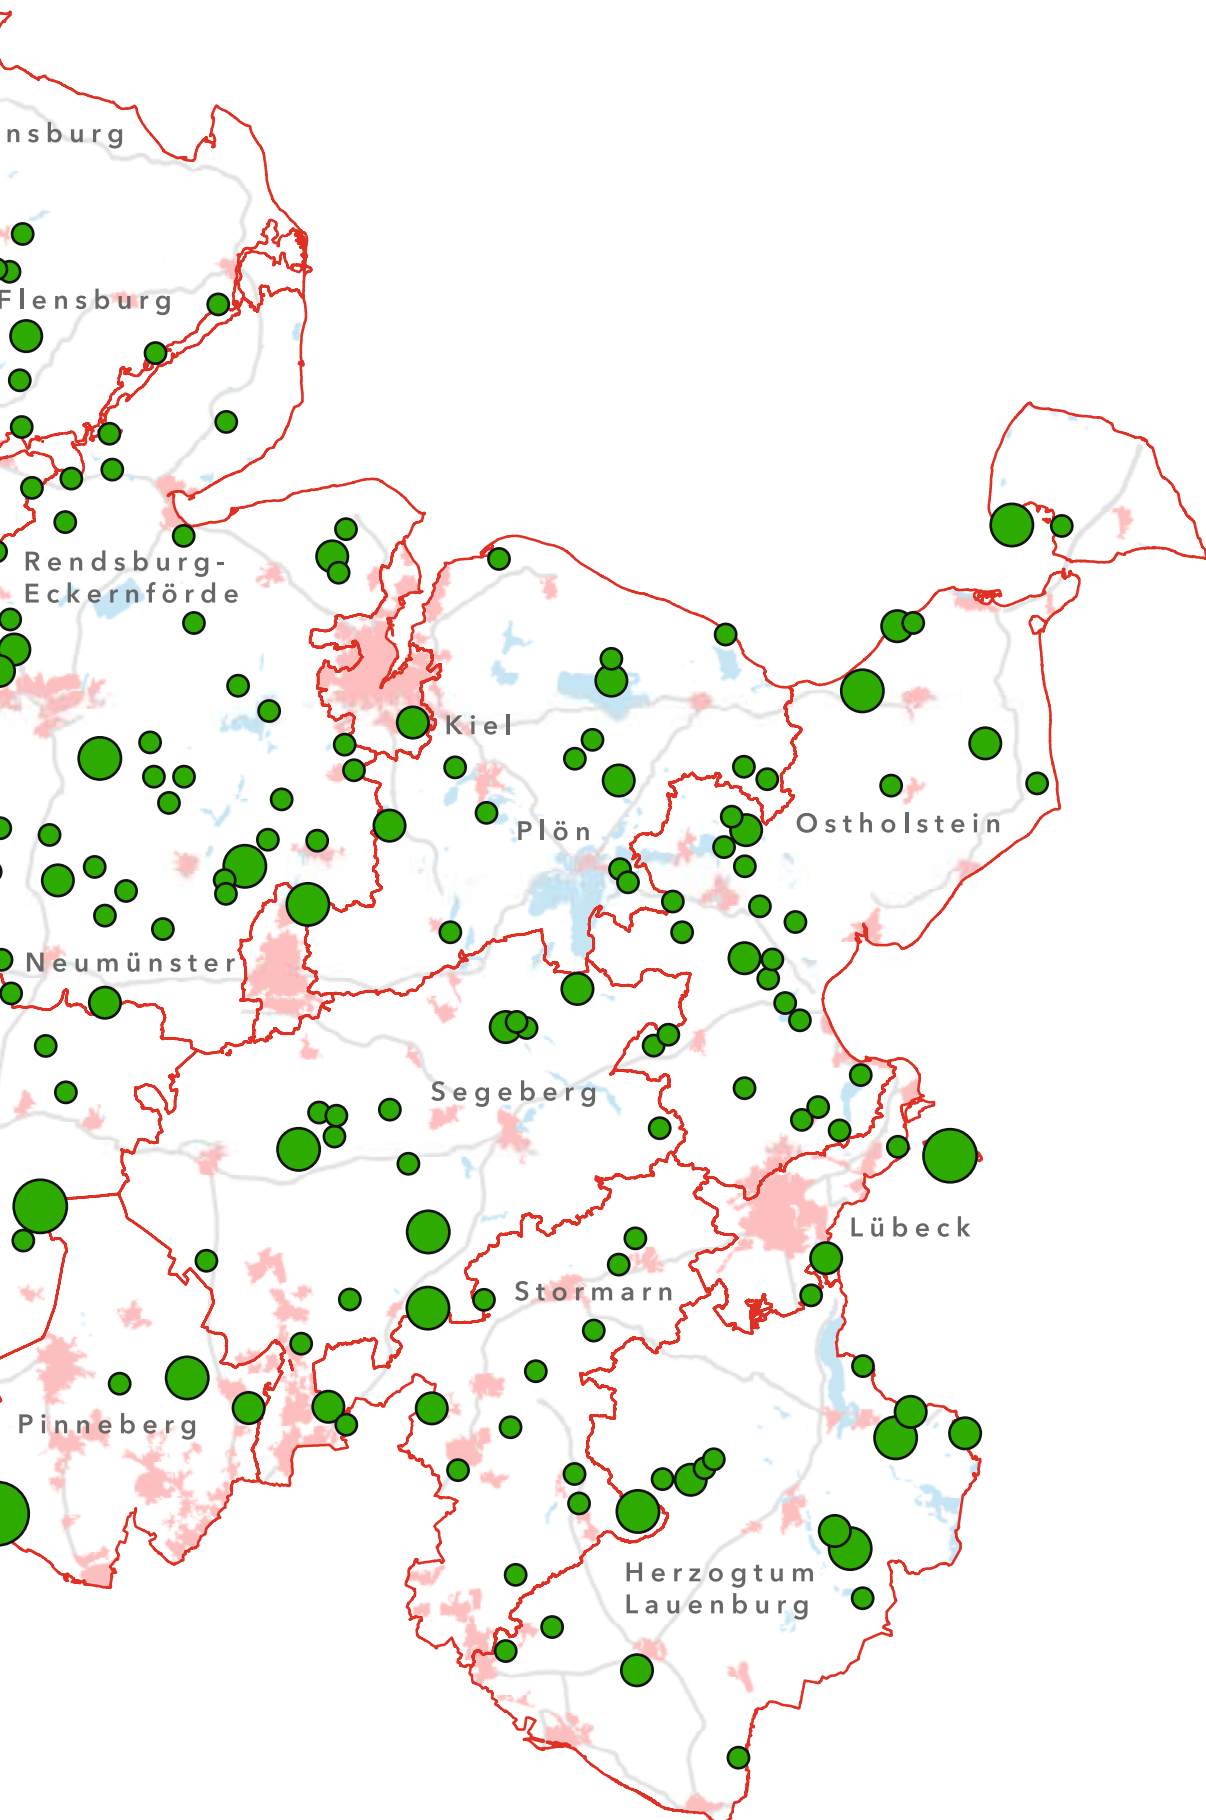 nsburg
Flensburg
Rendsburg-
Eckernförde
Kiel
Plön
Ostholstein
Neumünster
Segeberg
Lübeck
Stormarn
Pinneberg
Herzogtum
Lauenburg